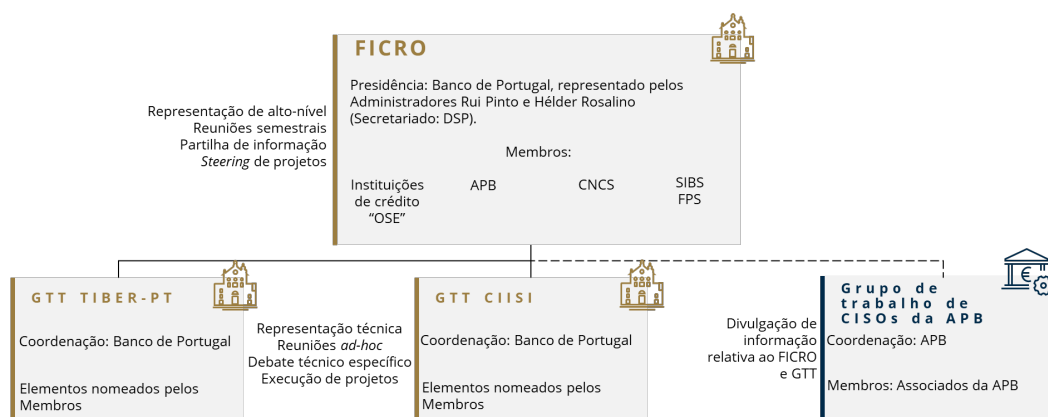 FICRO
Presidência: Banco de Portugal, representado pelos
Administradores Rui Pinto e Hélder Rosalino
(Secretariado: DSP).
Membros:
Instituições
de crédito
“OSE”
APB
CNCS
SIBS
FPS
Representação de alto-nível
Reuniões semestrais
Partilha de informação
Steering de projetos
GTT TIBER-PT
Coordenação: Banco de Portugal
Elementos nomeados pelos
Membros
Representação técnica
Reuniões ad-hoc
Debate técnico específico
Execução de projetos
GTT CIISI
Coordenação: Banco de Portugal
Elementos nomeados pelos
Membros
Divulgação de
informação
relativa ao FICRO
e GTT
Grupo de
trabalho de
CISOs da APB
Coordenação: APB
Membros: Associados da APB